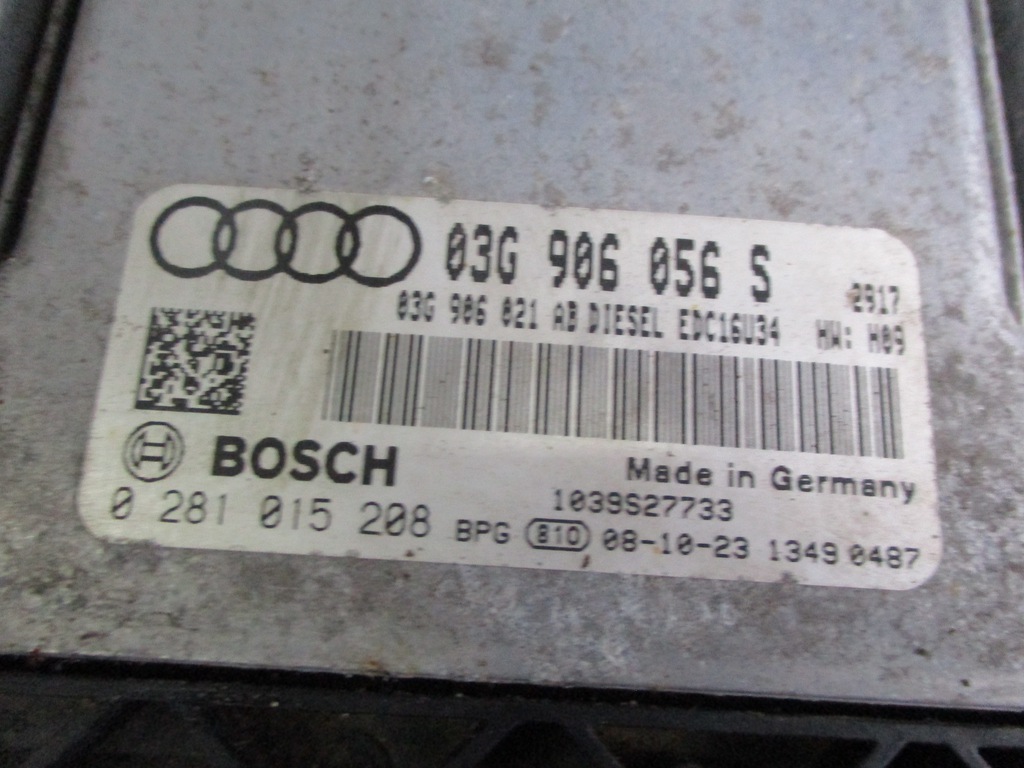 03G 906 056 S
2917
03G 906 021 AB DIESEL EDC16U34 HW: H09
BOSCH
Made in Germany
1039S27733
0 281 015 208 BPG 810 08-10-23 1349 0487